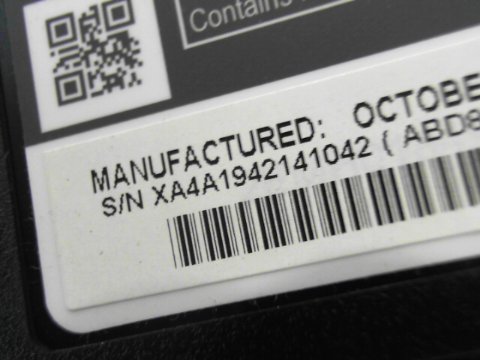 Contains
MANUFACTURED: OCTOBE
S/N XA4A1942141042 ( ABD8